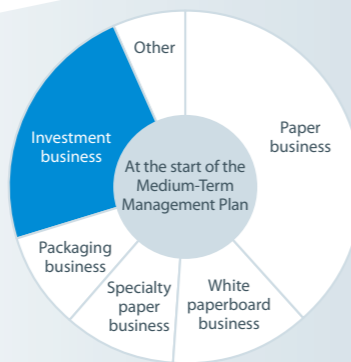 Other
Paper
business
Investment
business
At the start of the
Medium-Term
Management Plan
Packaging
business
Specialty
paper
business
White
paperboard
business